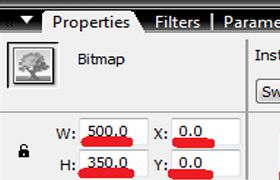 Properties Filters Parame
Bitmap Inst
Sw
W: 500.0 X: 0.0
H: 350.0 Y: 0.0